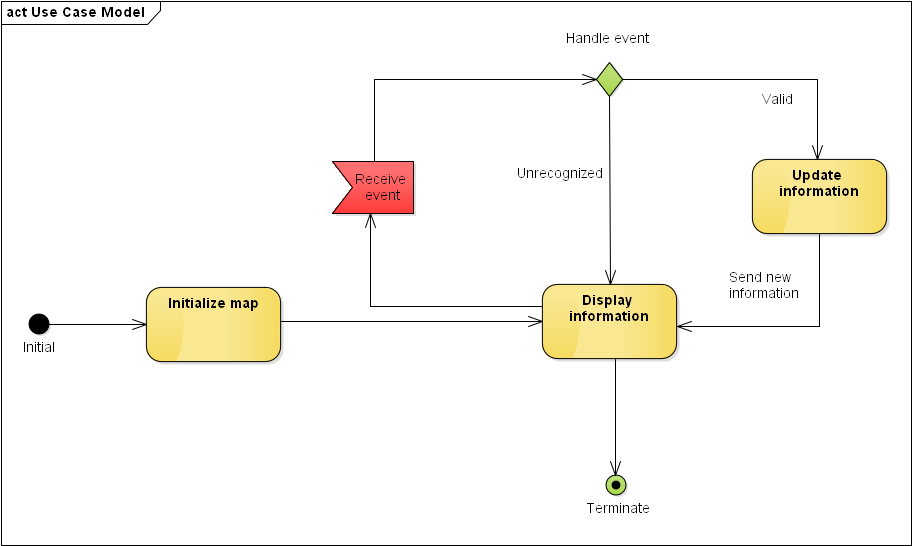 act Use Case Model
Handle event
Valid
Receive
event
Unrecognized
Update
information
Send new
information
Initialize map
Display
information
Initial
Terminate